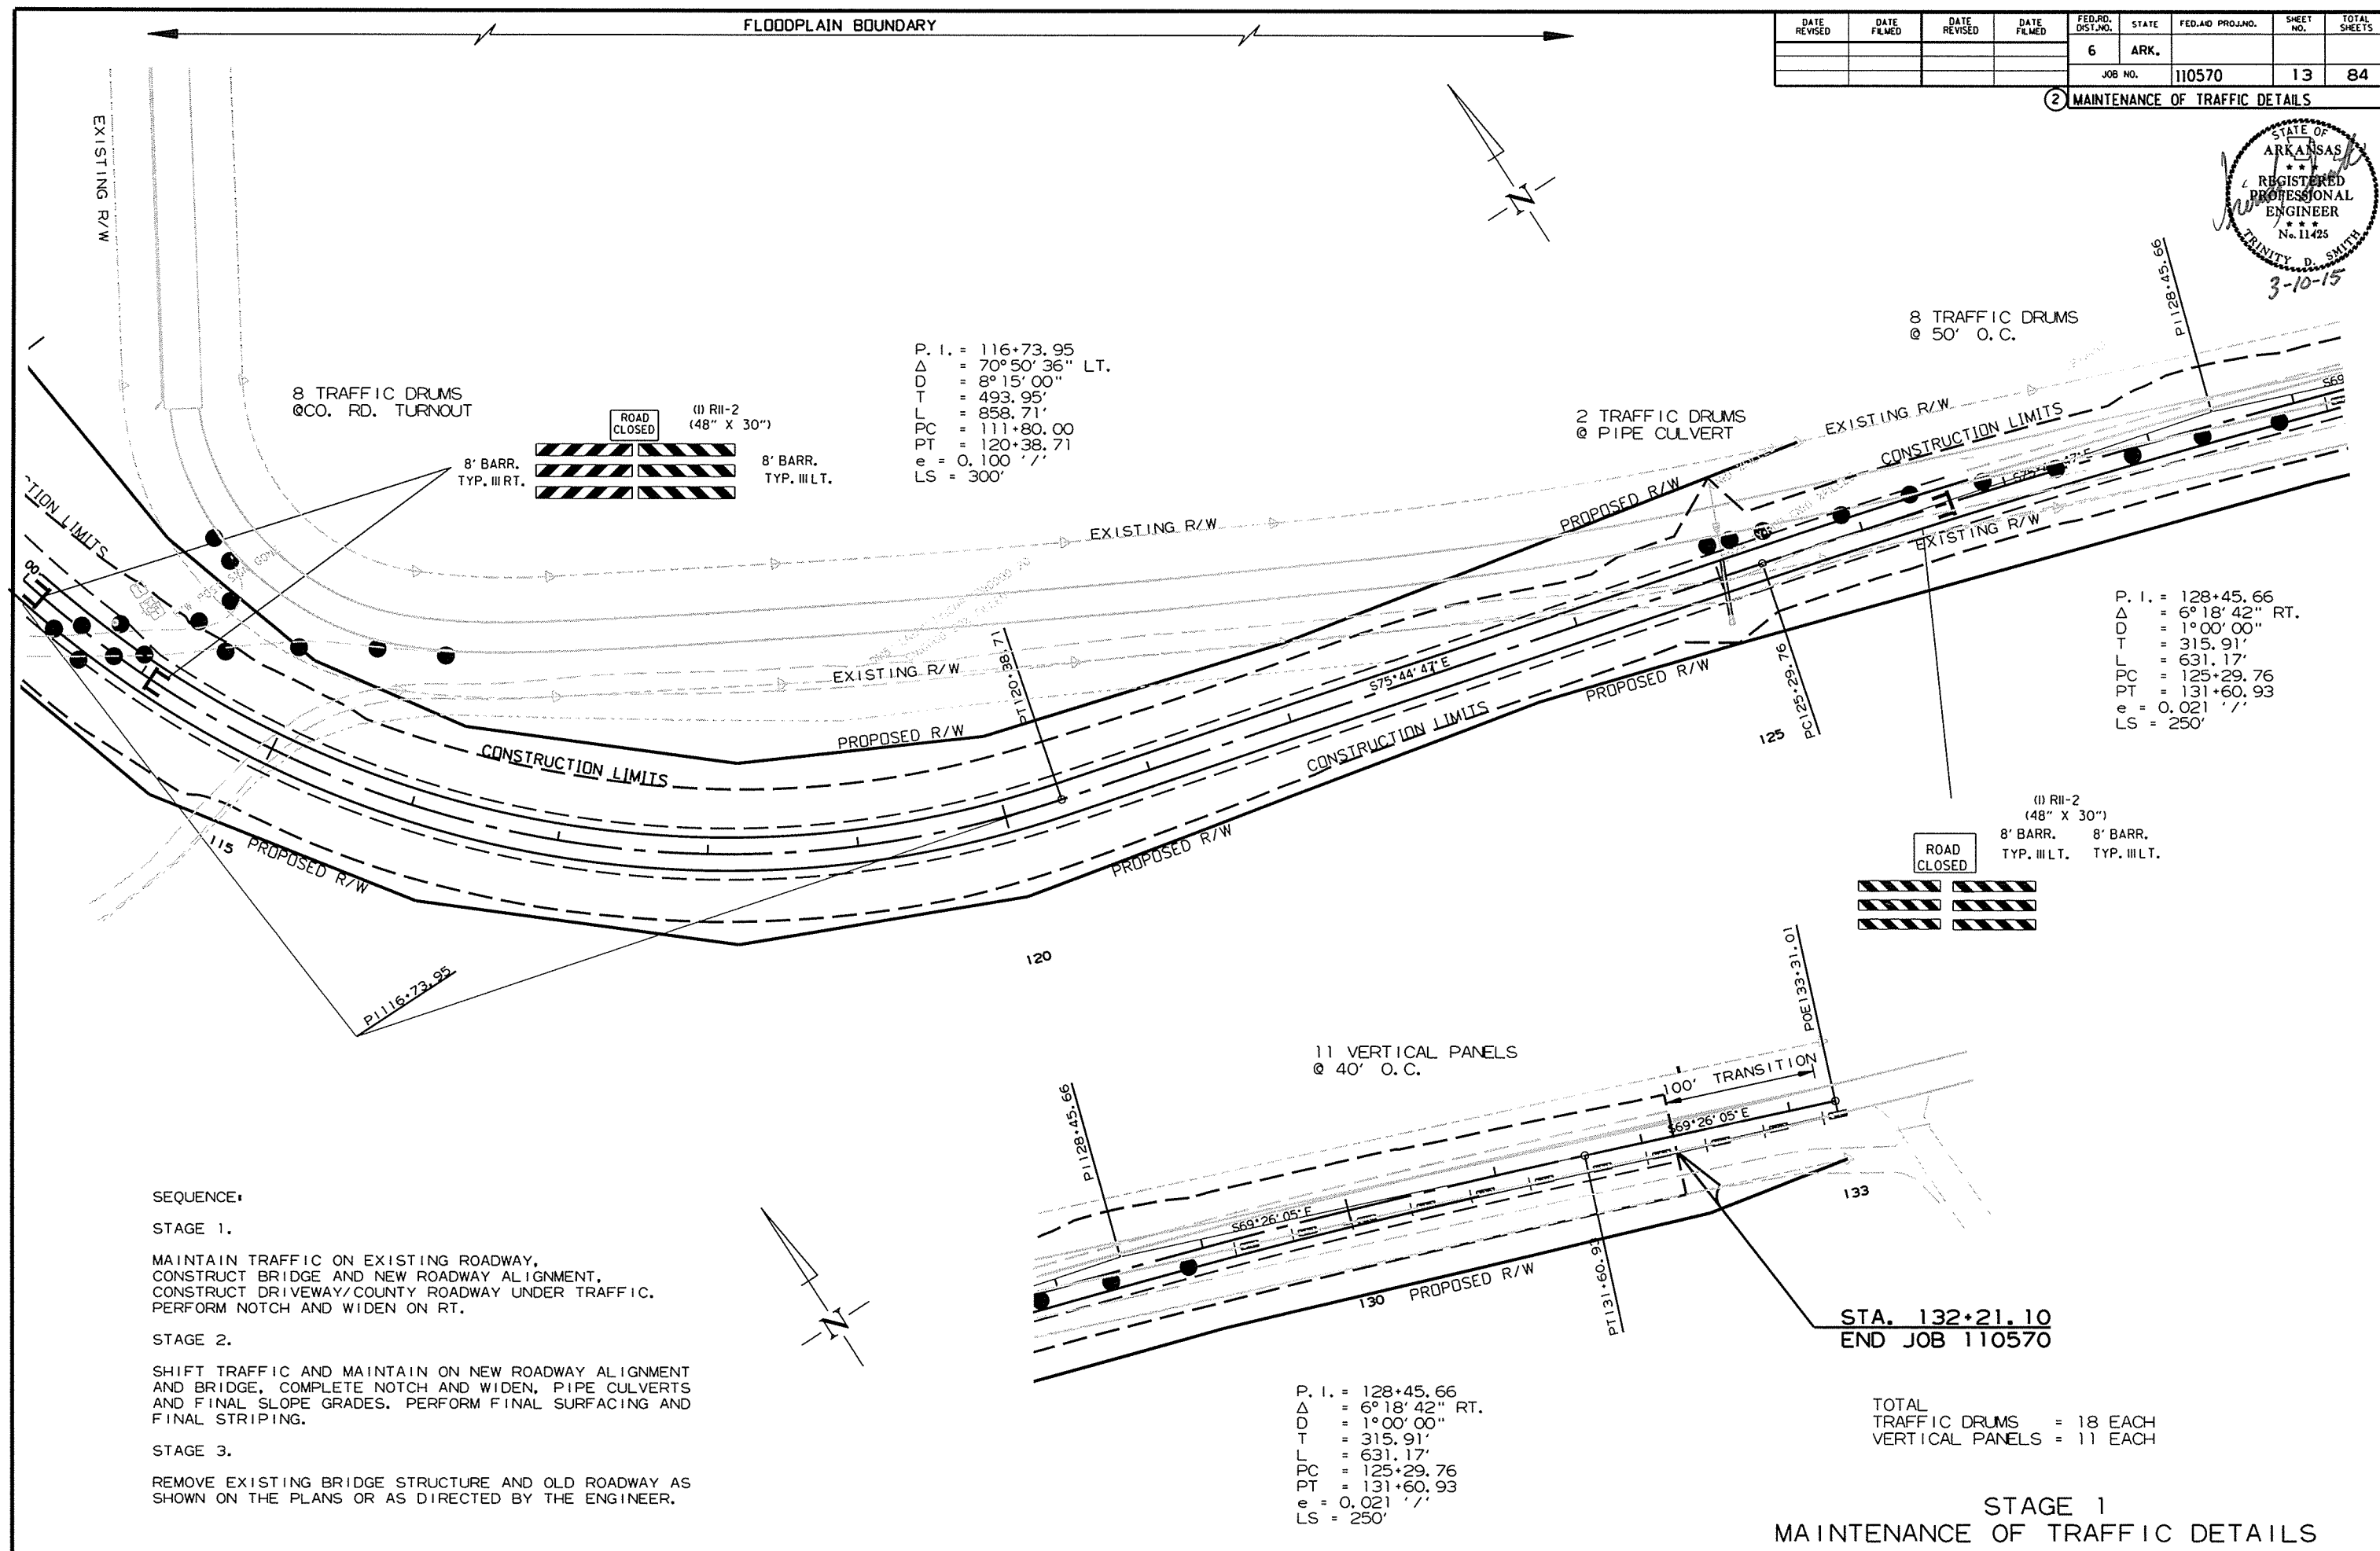 FLOODPLAIN BOUNDARY
DATE REVISED
DATE FILMED
DATE REVISED
DATE FILMED
FED.RD. DIST.NO.
STATE
FED.AID PROJ.NO.
SHEET NO.
TOTAL SHEETS
6
ARK.
JOB NO.
110570
13
84
2 MAINTENANCE OF TRAFFIC DETAILS
STATE OF
ARKANSAS
REGISTERED
PROFESSIONAL
ENGINEER
No. 11425
TRINITY D. SMITH
3-10-15
N
EXISTING R/W
8 TRAFFIC DRUMS
@CO. RD. TURNOUT
ROAD
CLOSED
(1) R11-2
(48" X 30")
8' BARR.
TYP. III RT.
8' BARR.
TYP. III LT.
P. I. = 116+73.95
Δ = 70°50'36" LT.
D = 8°15'00"
T = 493.95'
L = 858.71'
PC = 111+80.00
PT = 120+38.71
e = 0.100 '/'
LS = 300'
8 TRAFFIC DRUMS
@ 50' O.C.
PI128+45.66
2 TRAFFIC DRUMS
@ PIPE CULVERT
EXISTING R/W
CONSTRUCTION LIMITS
S69
PROPOSED R/W
EXISTING R/W
EXISTING R/W
TION LIMITS
00
EXISTING R/W
PT120+38.71
S75°44'47"E
PROPOSED R/W
PROPOSED R/W
CONSTRUCTION LIMITS
CONSTRUCTION LIMITS
125
PC125+29.76
P. I. = 128+45.66
Δ = 6°18'42" RT.
D = 1°00'00"
T = 315.91'
L = 631.17'
PC = 125+29.76
PT = 131+60.93
e = 0.021 '/'
LS = 250'
(1) R11-2
(48" X 30")
8' BARR. 8' BARR.
TYP. III LT. TYP. III LT.
ROAD
CLOSED
115
PROPOSED R/W
PROPOSED R/W
120
PI116+73.95
11 VERTICAL PANELS
@ 40' O.C.
PI128+45.66
POE133+31.01
100' TRANSITION
S69°26'05"E
S69°26'05"E
133
130
PROPOSED R/W
PT131+60.93
STA. 132+21.10
END JOB 110570
N
SEQUENCE:
STAGE 1.
MAINTAIN TRAFFIC ON EXISTING ROADWAY,
CONSTRUCT BRIDGE AND NEW ROADWAY ALIGNMENT,
CONSTRUCT DRIVEWAY/COUNTY ROADWAY UNDER TRAFFIC.
PERFORM NOTCH AND WIDEN ON RT.
STAGE 2.
SHIFT TRAFFIC AND MAINTAIN ON NEW ROADWAY ALIGNMENT
AND BRIDGE, COMPLETE NOTCH AND WIDEN, PIPE CULVERTS
AND FINAL SLOPE GRADES. PERFORM FINAL SURFACING AND
FINAL STRIPING.
STAGE 3.
REMOVE EXISTING BRIDGE STRUCTURE AND OLD ROADWAY AS
SHOWN ON THE PLANS OR AS DIRECTED BY THE ENGINEER.
P. I. = 128+45.66
Δ = 6°18'42" RT.
D = 1°00'00"
T = 315.91'
L = 631.17'
PC = 125+29.76
PT = 131+60.93
e = 0.021 '/'
LS = 250'
TOTAL
TRAFFIC DRUMS = 18 EACH
VERTICAL PANELS = 11 EACH
STAGE 1
MAINTENANCE OF TRAFFIC DETAILS